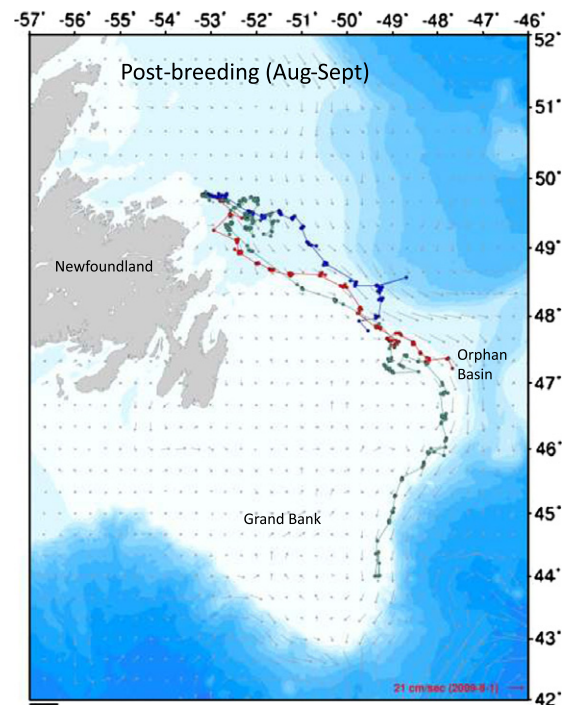 -57° -56° -55° -54° -53° -52° -51° -50° -49° -48° -47° -46°
52°
Post-breeding (Aug-Sept)
51°
50°
49°
Newfoundland
48°
Orphan
Basin
47°
46°
45°
Grand Bank
44°
43°
21 cm/sec (2009-8-1)
42°